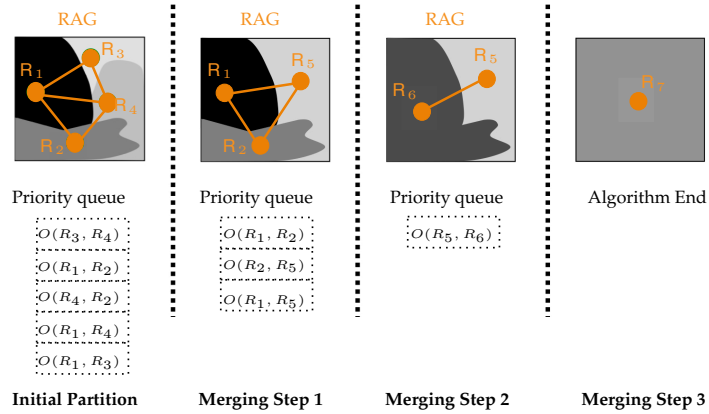 RAG
R3
R1
R4
R2
Priority queue
O(R3, R4)
O(R1, R2)
O(R4, R2)
O(R1, R4)
O(R1, R3)
Initial Partition
RAG
R1
R5
R2
Priority queue
O(R1, R2)
O(R2, R5)
O(R1, R5)
Merging Step 1
RAG
R5
R6
Priority queue
O(R5, R6)
Merging Step 2
R7
Algorithm End
Merging Step 3